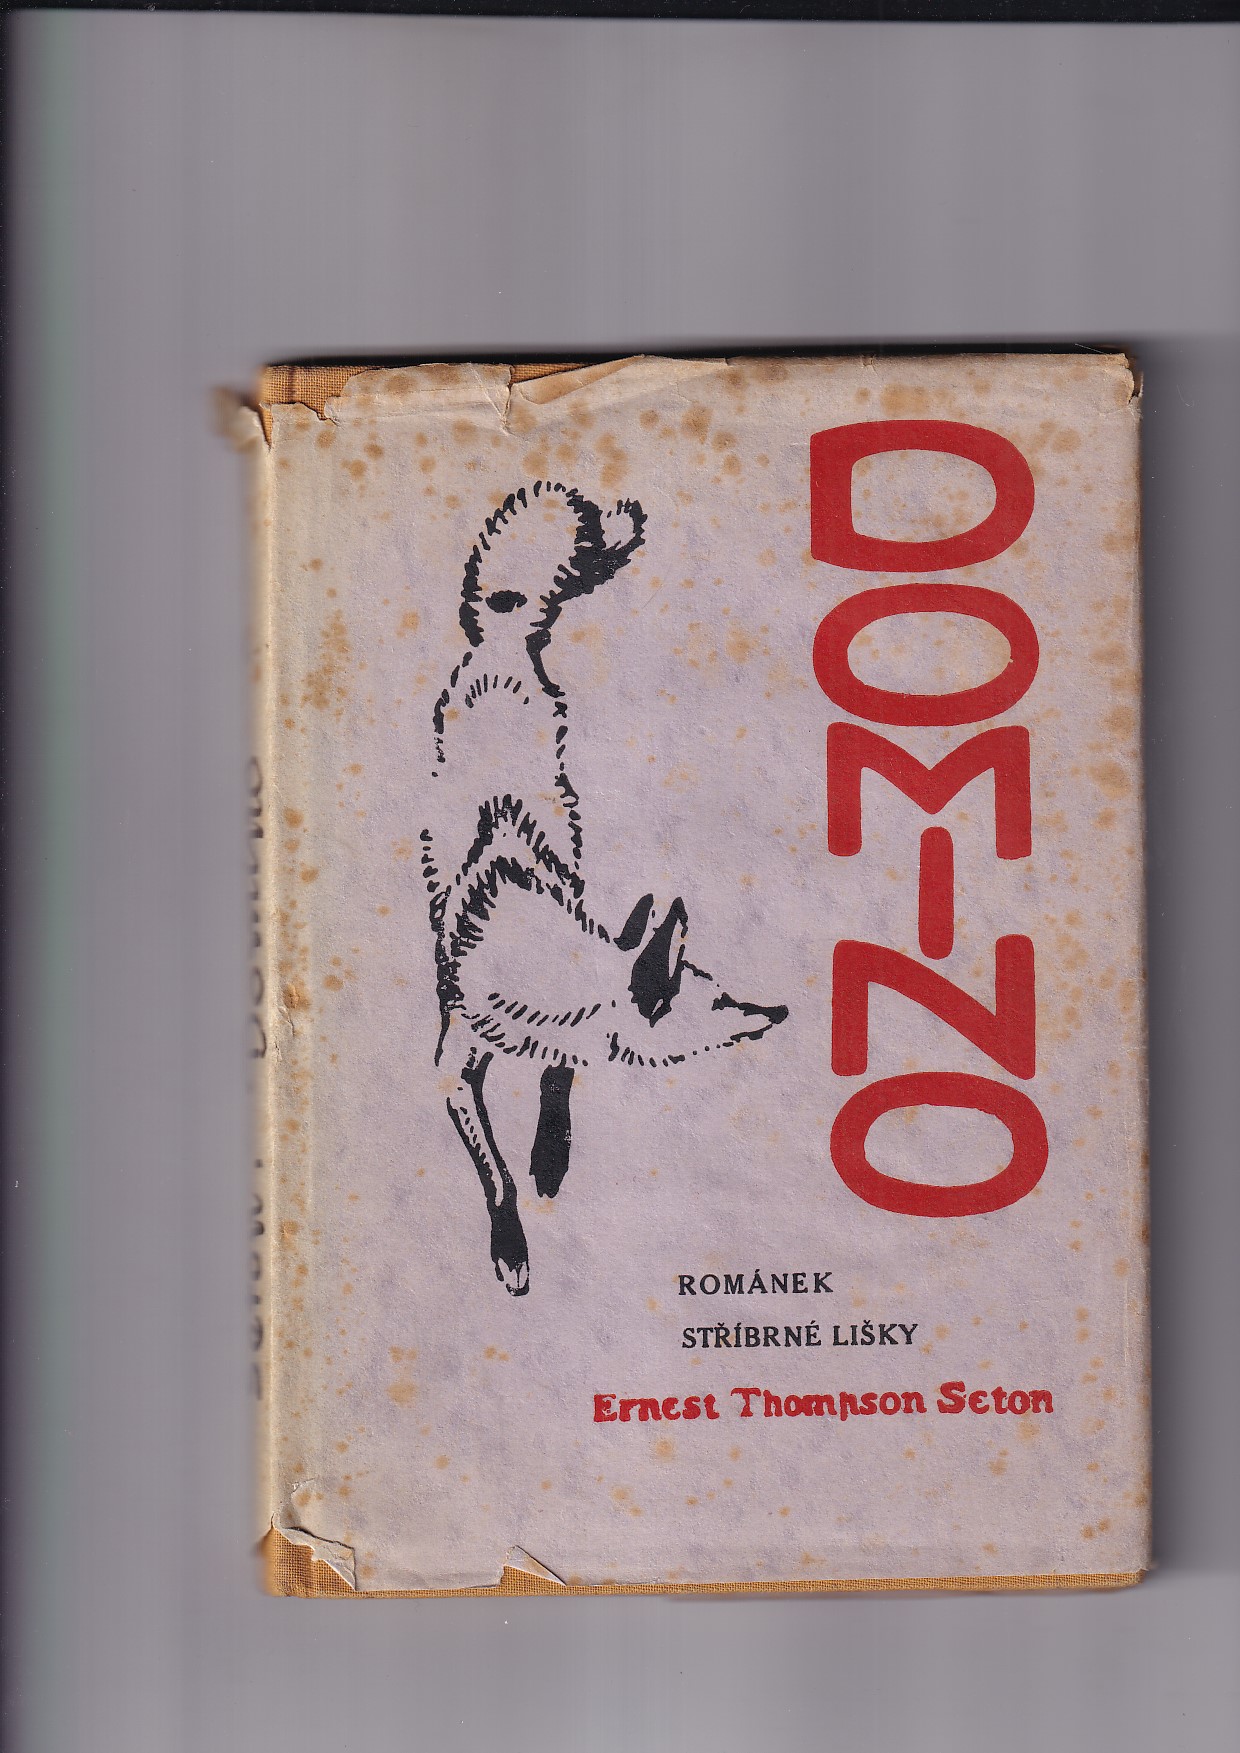 DOMINO
ROMÁNEK
STŘÍBRNÉ LIŠKY
Ernest Thompson Seton